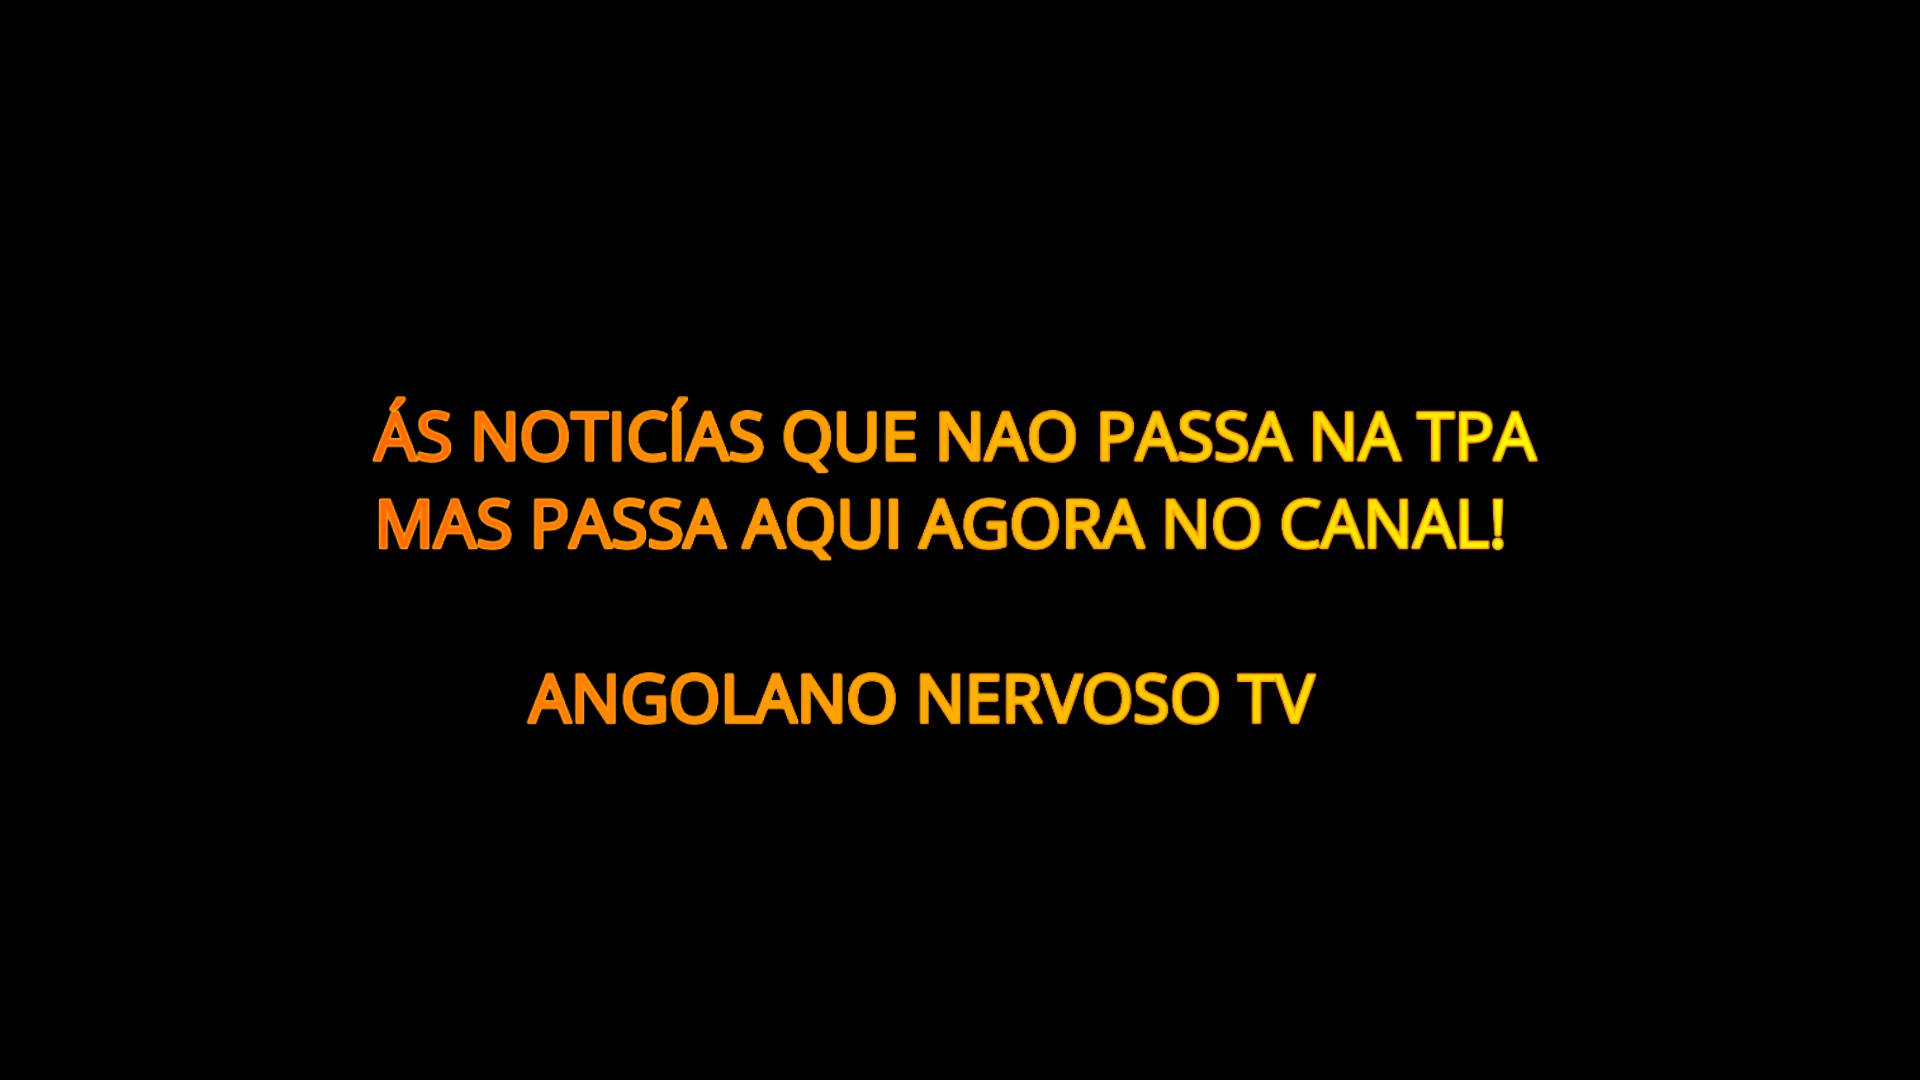 ÁS NOTICÍAS QUE NAO PASSA NA TPA
MAS PASSA AQUI AGORA NO CANAL!
ANGOLANO NERVOSO TV